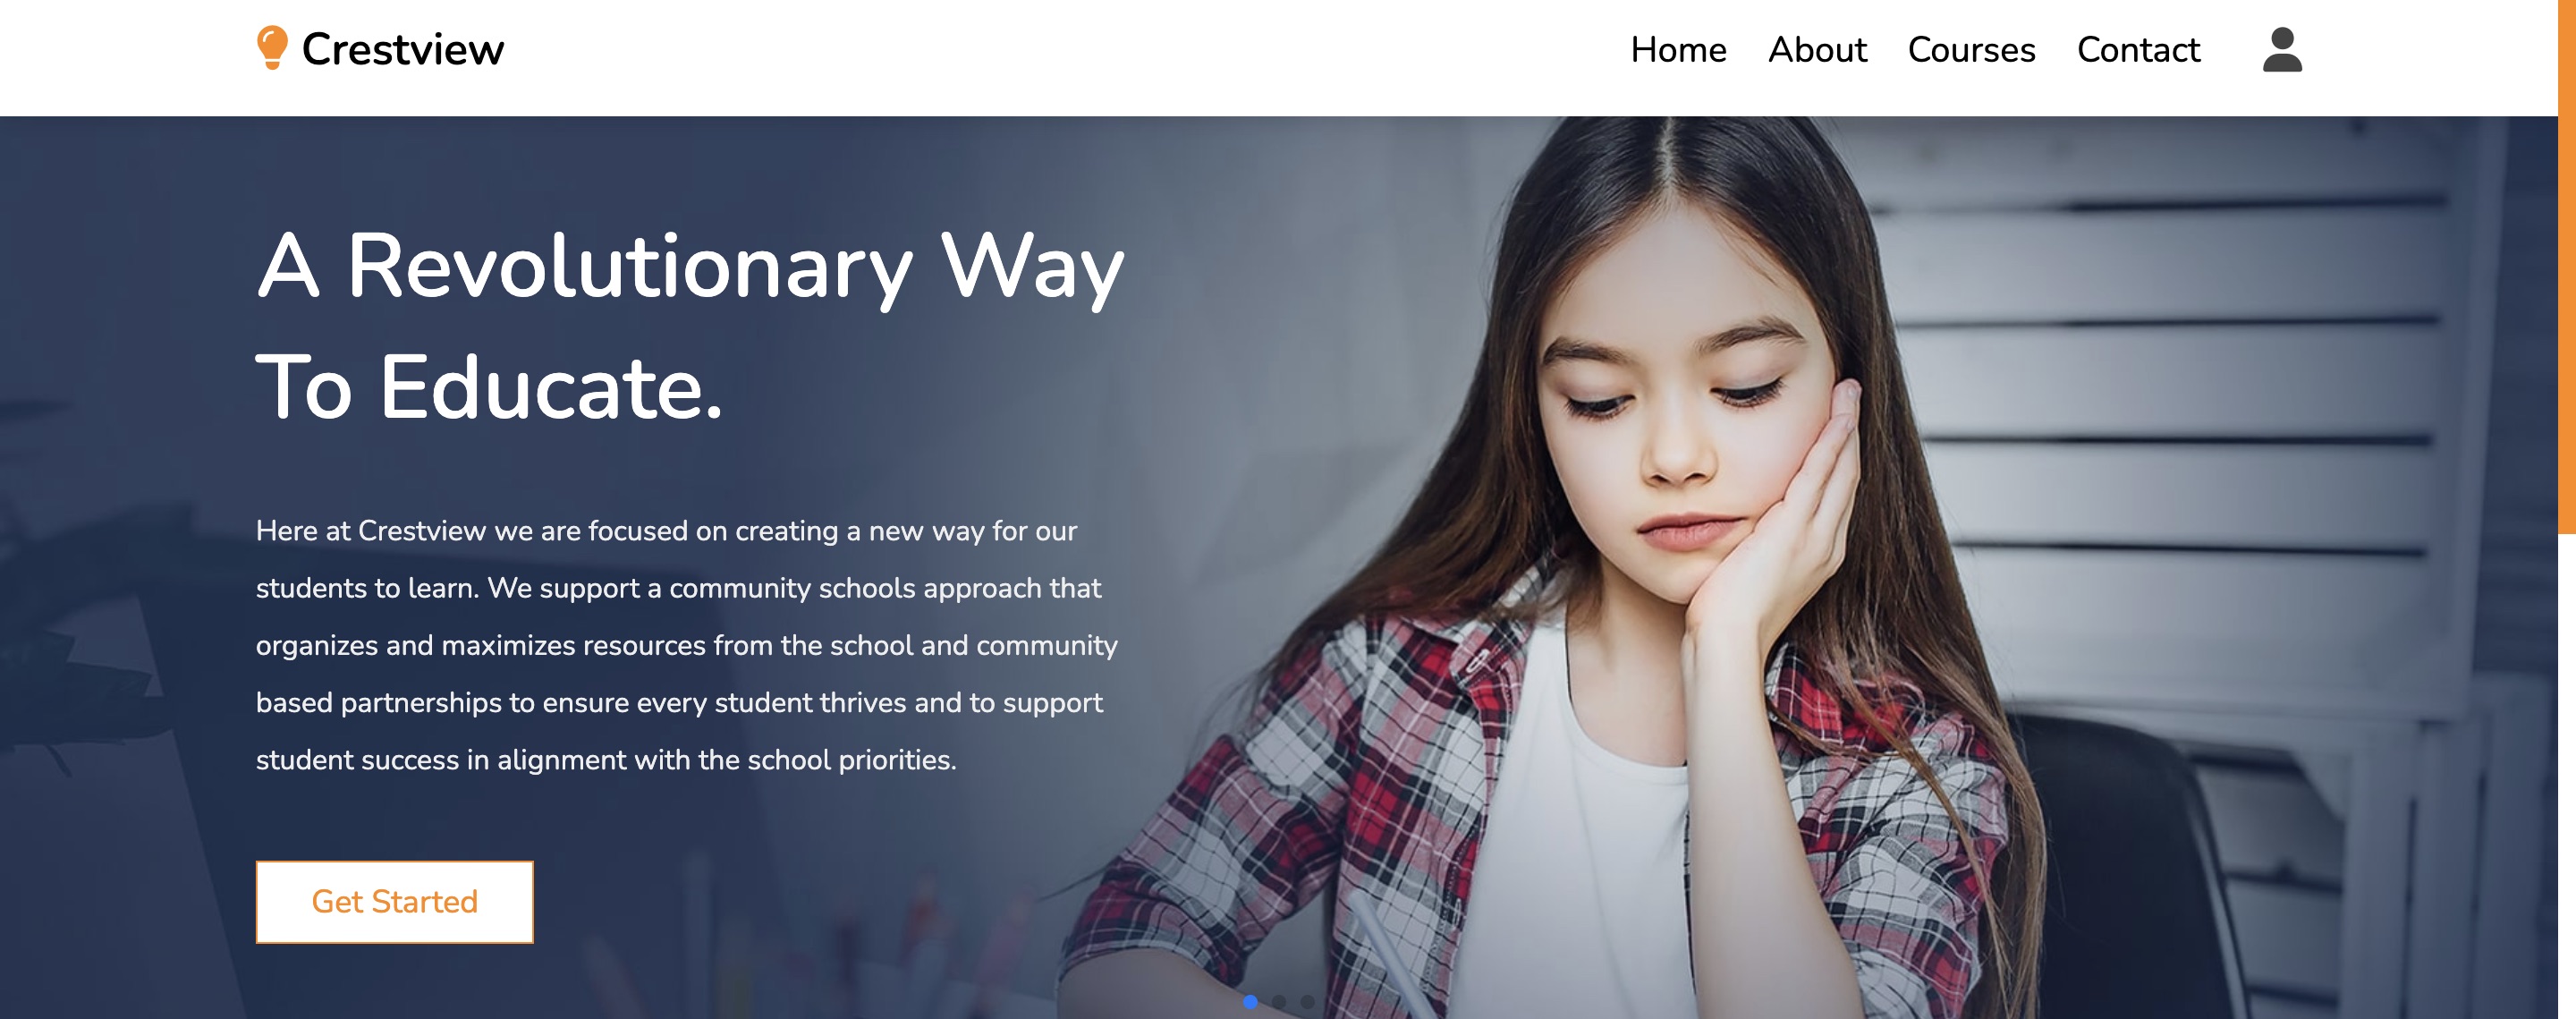 Crestview
Home About Courses Contact
A Revolutionary Way
To Educate.
Here at Crestview we are focused on creating a new way for our
students to learn. We support a community schools approach that
organizes and maximizes resources from the school and community
based partnerships to ensure every student thrives and to support
student success in alignment with the school priorities.
Get Started